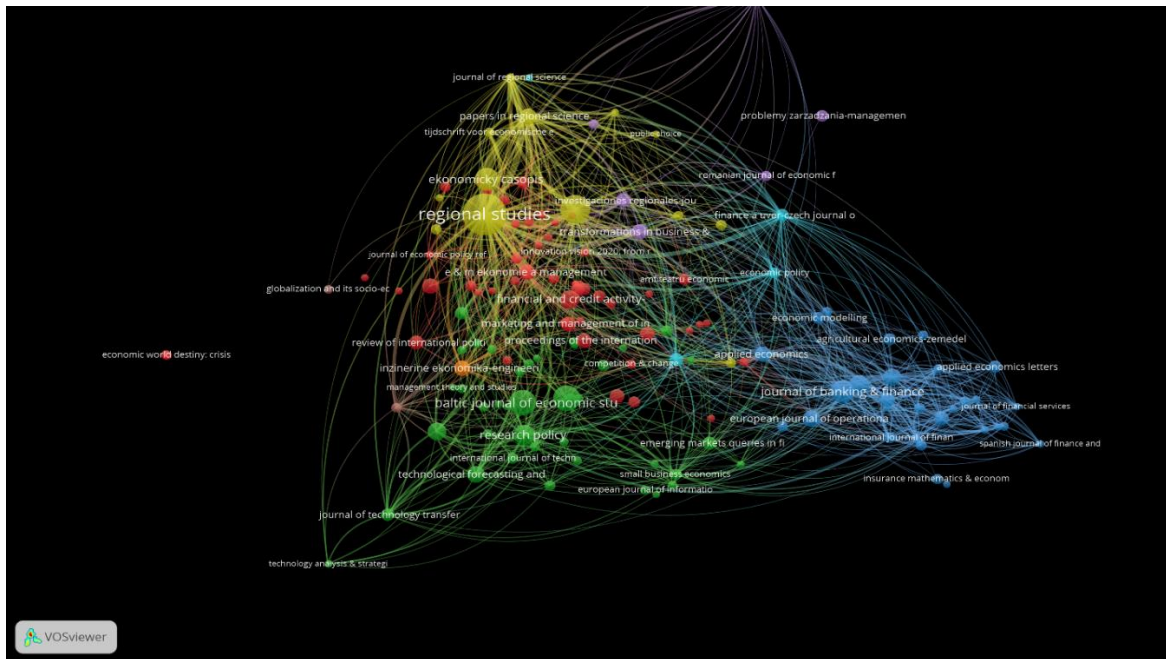 journal of regional science
papers in regional science
problemy zarzadzania-managemen
tijdschrift voor economische e
public choice
ekonomicky casopis
romanian journal of economic f
investigaciones regionales-jou
regional studies
finance a uver-czech journal o
transformations in business &
innovation vision 2020: from r
journal of economic policy ref
e & m ekonomie a management
economic policy
amfiteatru economic
globalization and its socio-ec
financial and credit activity-
economic modelling
marketing and management of in
agricultural economics-zemedel
review of international politi
proceedings of the internation
economic world destiny: crisis
applied economics
competition & change
applied economics letters
inzinerine ekonomika-engineeri
management theory and studies
journal of banking & finance
baltic journal of economic stu
journal of financial services
european journal of operationa
research policy
international journal of finan
emerging markets queries in fi
spanish journal of finance and
international journal of techn
technological forecasting and
small business economics
insurance mathematics & econom
european journal of informatio
journal of technology transfer
technology analysis & strategi
VOSviewer